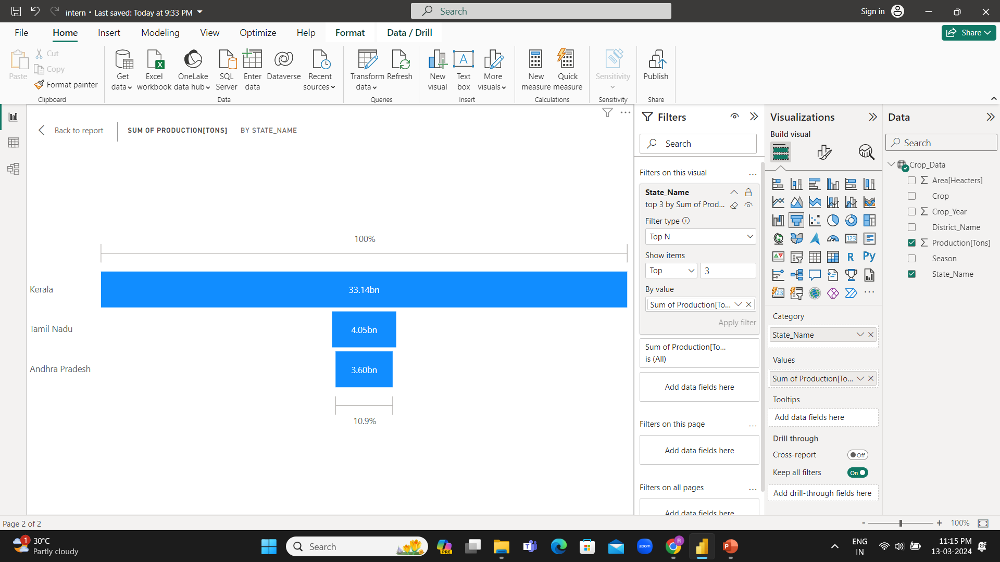 intern • Last saved: Today at 9:33 PM
Search
Sign in
File Home Insert Modeling View Optimize Help Format Data / Drill
Share
Paste
Cut
Copy
Format painter
Clipboard
Get data
Excel workbook
OneLake data hub
SQL Server
Enter data
Dataverse
Recent sources
Data
Transform data
Refresh
Queries
New visual
Text box
More visuals
Insert
New measure
Quick measure
Calculations
Sensitivity
Sensitivity
Publish
Share
Back to report
SUM OF PRODUCTION[TONS] BY STATE_NAME
100%
Kerala 33.14bn
Tamil Nadu 4.05bn
Andhra Pradesh 3.60bn
10.9%
Filters
Search
Filters on this visual ...
State_Name
top 3 by Sum of Prod...
Filter type
Top N
Show items
Top 3
By value
Sum of Production[To...
Apply filter
Sum of Production[To...
is (All)
Add data fields here
Filters on this page ...
Add data fields here
Filters on all pages ...
Add data fields here
Visualizations
Build visual
123
R Py
123
...
Category
State_Name
Values
Sum of Production[To...
Tooltips
Add data fields here
Drill through
Cross-report Off
Keep all filters On
Add drill-through fields here
Data
Search
Crop_Data
Σ Area[Heacters]
Crop
Σ Crop_Year
District_Name
Σ Production[Tons]
Season
State_Name
Page 2 of 2
- + 100%
1
30°C
Partly cloudy
Search
PRE
zoom
R
P
ENG
IN
11:15 PM
13-03-2024